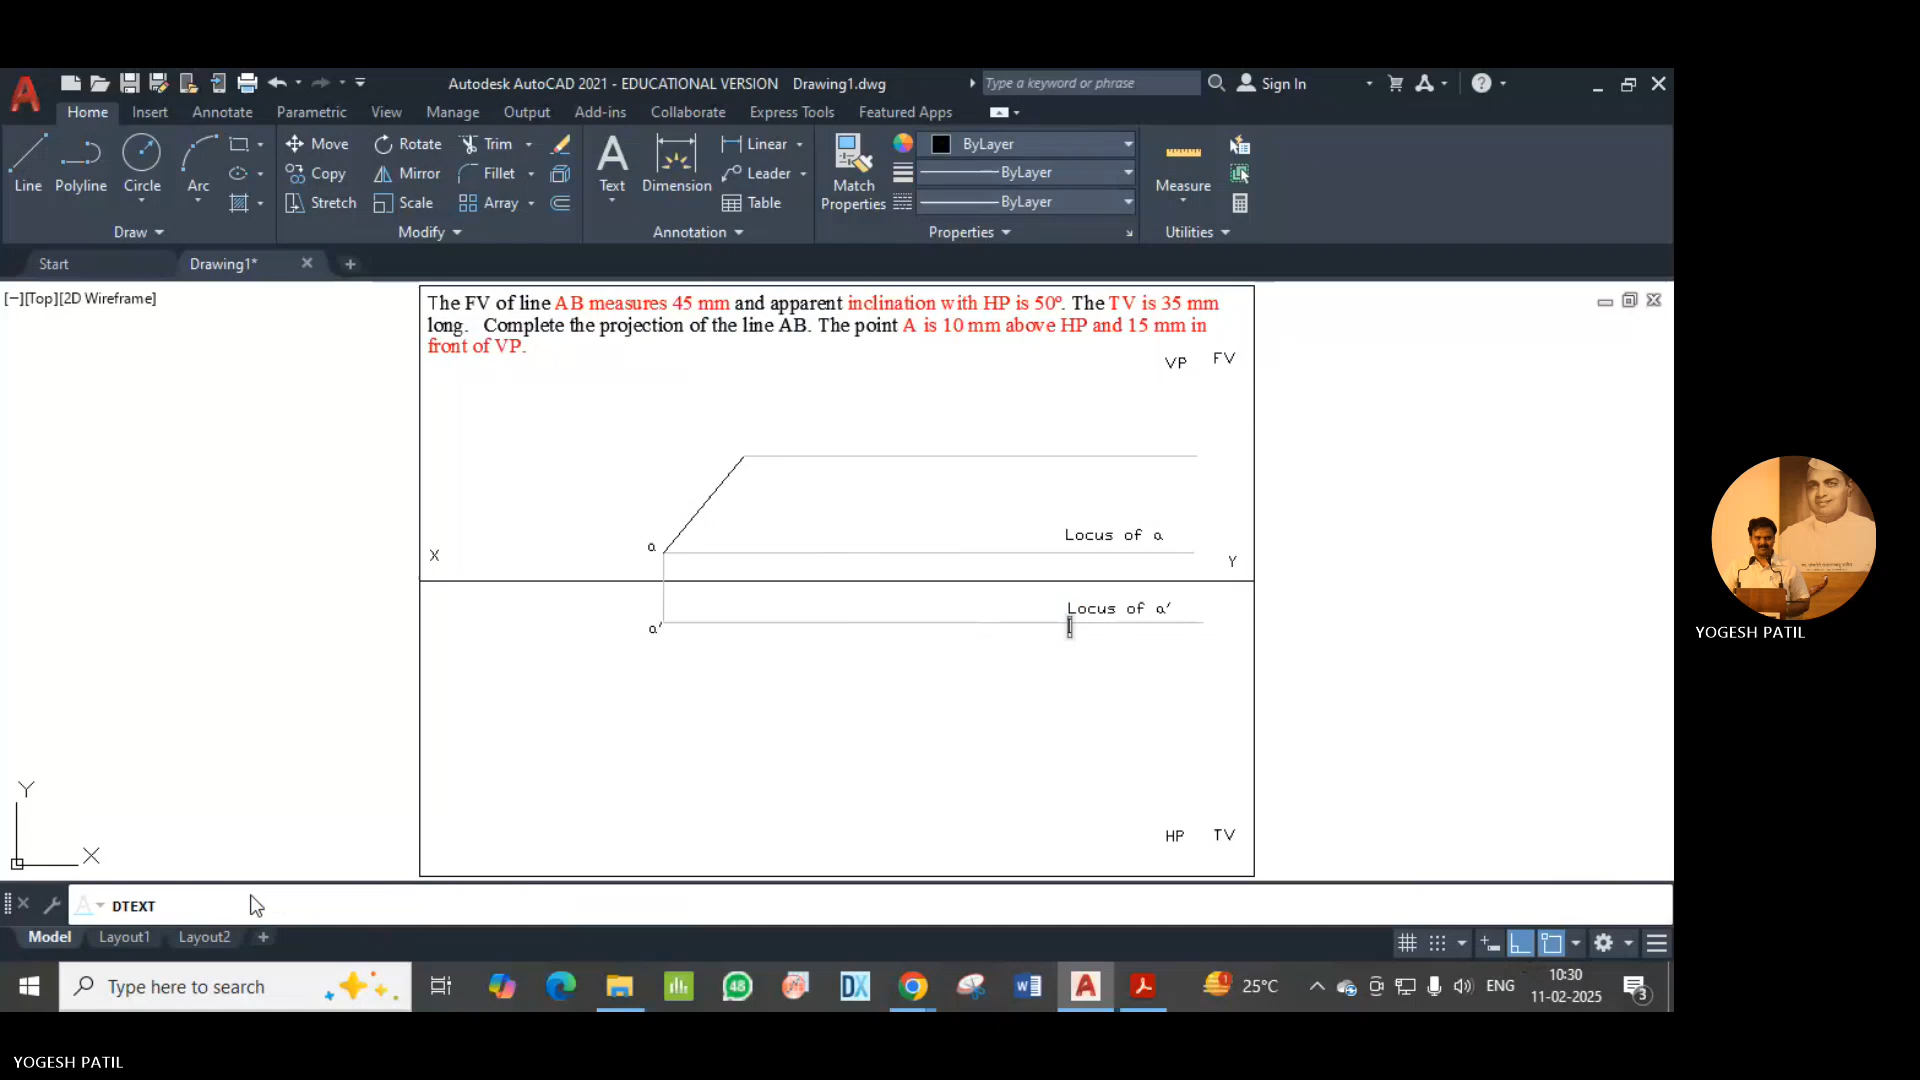 Autodesk AutoCAD 2021 - EDUCATIONAL VERSION Drawing1.dwg
Type a keyword or phrase
Sign In
Home Insert Annotate Parametric View Manage Output Add-ins Collaborate Express Tools Featured Apps
Line Polyline Circle Arc
Move Rotate Trim
Copy Mirror Fillet
Stretch Scale Array
Text Dimension
Linear
Leader
Table
Match Properties
ByLayer
ByLayer
ByLayer
Measure
Draw Modify Annotation Properties Utilities
Start Drawing1*
[−][Top][2D Wireframe]
The FV of line AB measures 45 mm and apparent inclination with HP is 50º. The TV is 35 mm
long. Complete the projection of the line AB. The point A is 10 mm above HP and 15 mm in
front of VP.
VP FV
Locus of a
a
X Y
Locus of a'
a'
HP TV
Y
X
DTEXT
Model Layout1 Layout2
Type here to search
48
DX
25°C
ENG
10:30
11-02-2025
3
YOGESH PATIL
YOGESH PATIL